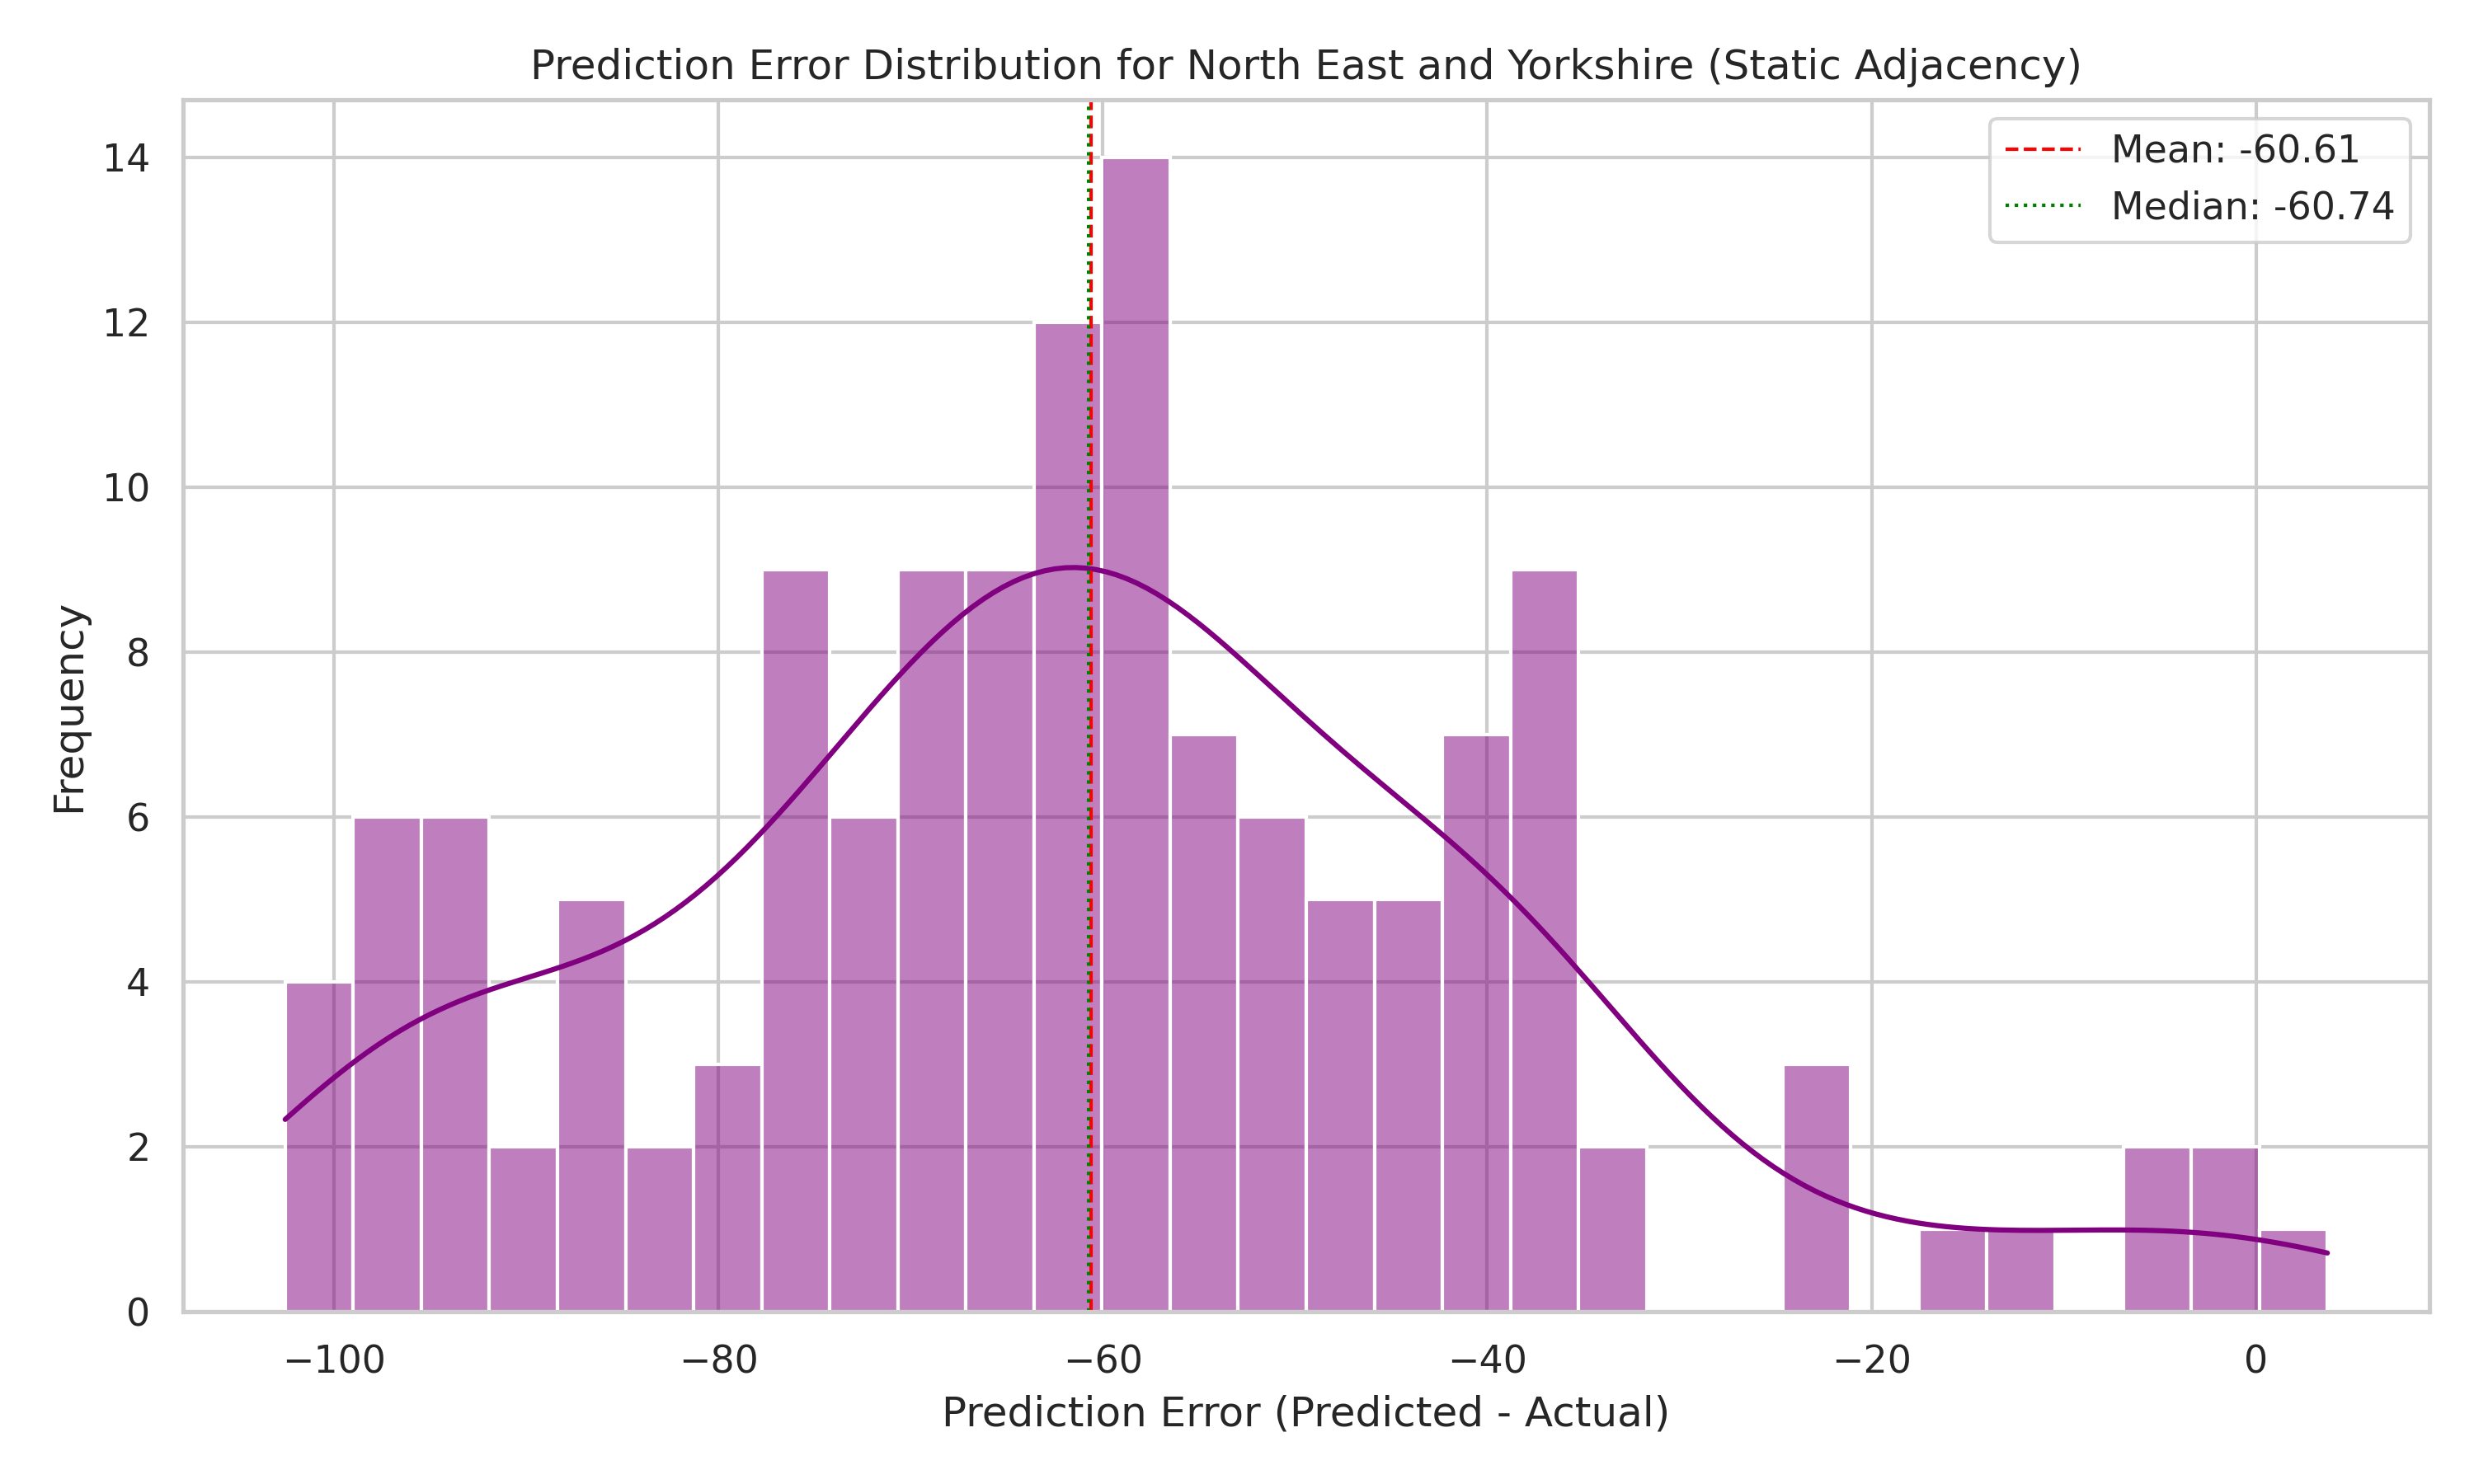 Prediction Error Distribution for North East and Yorkshire (Static Adjacency)
Mean: -60.61
Median: -60.74
14
12
10
8
6
4
2
0
Frequency
−100 −80 −60 −40 −20 0
Prediction Error (Predicted - Actual)